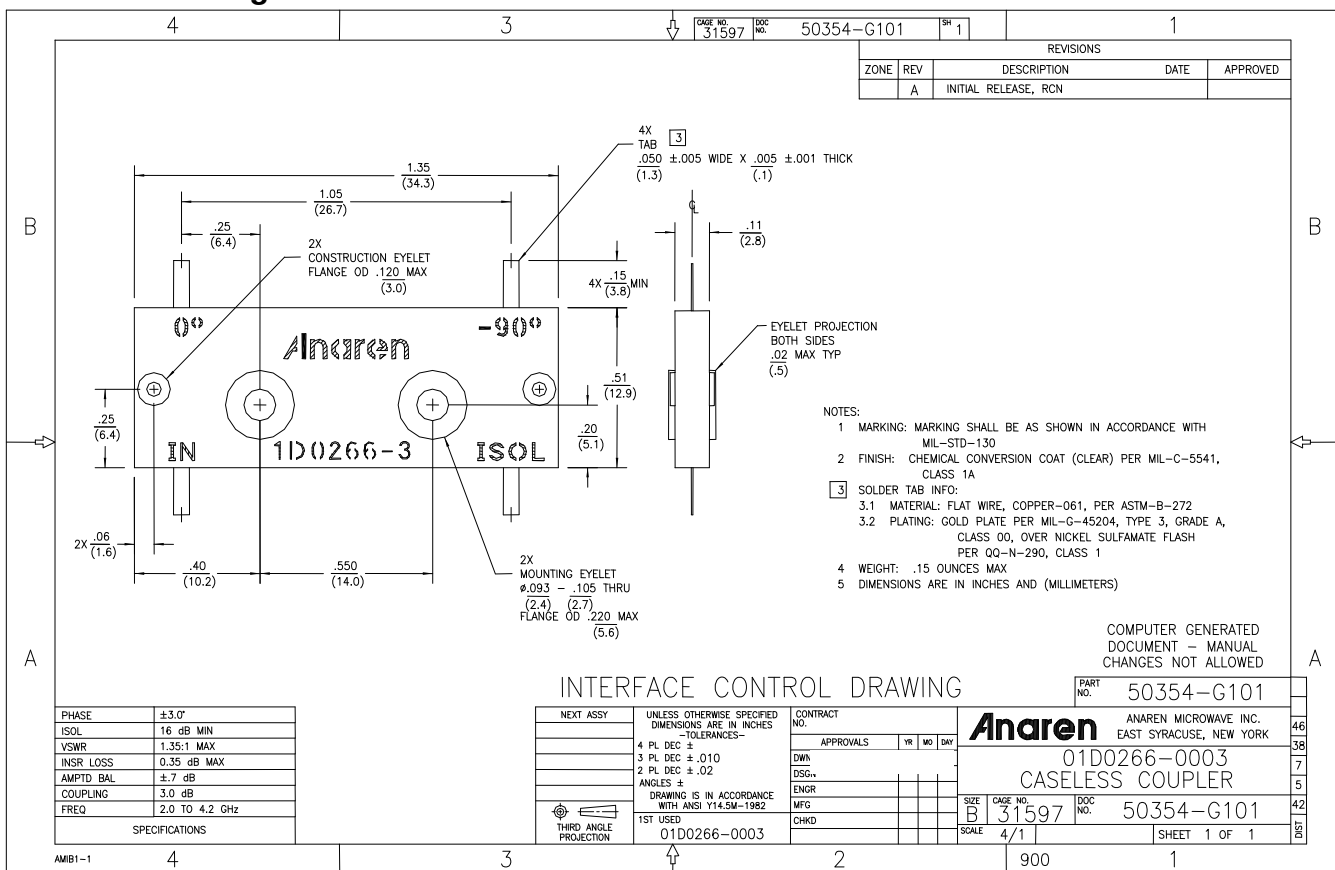 4
3
CAGE NO. 31597 DOC NO. 50354-G101 SH 1
1
REVISIONS
ZONE REV DESCRIPTION DATE APPROVED
A INITIAL RELEASE, RCN
4X
TAB 3
.050 ±.005 WIDE X .005 ±.001 THICK
(1.3) (.1)
1.35
(34.3)
1.05
(26.7)
.25
(6.4)
2X
CONSTRUCTION EYELET
FLANGE OD .120 MAX
(3.0)
B
B
.11
(2.8)
4X .15 MIN
(3.8)
0°
-90°
Anaren
EYELET PROJECTION
BOTH SIDES
.02 MAX TYP
(.5)
.51
(12.9)
.25
(6.4)
.20
(5.1)
IN 1D0266-3 ISOL
2X .06
(1.6)
.40
(10.2)
.550
(14.0)
2X
MOUNTING EYELET
ø.093 - .105 THRU
(2.4) (2.7)
FLANGE OD .220 MAX
(5.6)
NOTES:
1 MARKING: MARKING SHALL BE AS SHOWN IN ACCORDANCE WITH
MIL-STD-130
2 FINISH: CHEMICAL CONVERSION COAT (CLEAR) PER MIL-C-5541,
CLASS 1A
3 SOLDER TAB INFO:
3.1 MATERIAL: FLAT WIRE, COPPER-061, PER ASTM-B-272
3.2 PLATING: GOLD PLATE PER MIL-G-45204, TYPE 3, GRADE A,
CLASS 00, OVER NICKEL SULFAMATE FLASH
PER QQ-N-290, CLASS 1
4 WEIGHT: .15 OUNCES MAX
5 DIMENSIONS ARE IN INCHES AND (MILLIMETERS)
COMPUTER GENERATED
DOCUMENT - MANUAL
CHANGES NOT ALLOWED
A
A
INTERFACE CONTROL DRAWING
PART NO. 50354-G101
PHASE ±3.0°
ISOL 16 dB MIN
VSWR 1.35:1 MAX
INSR LOSS 0.35 dB MAX
AMPTD BAL ±.7 dB
COUPLING 3.0 dB
FREQ 2.0 TO 4.2 GHz
SPECIFICATIONS
NEXT ASSY
THIRD ANGLE
PROJECTION
UNLESS OTHERWISE SPECIFIED
DIMENSIONS ARE IN INCHES
-TOLERANCES-
4 PL DEC ±
3 PL DEC ±.010
2 PL DEC ±.02
ANGLES ±
DRAWING IS IN ACCORDANCE
WITH ANSI Y14.5M-1982
1ST USED
01D0266-0003
CONTRACT
NO.
APPROVALS YR MO DAY
DWN
DSG
ENGR
MFG
CHKD
Anaren
ANAREN MICROWAVE INC.
EAST SYRACUSE, NEW YORK
01D0266-0003
CASELESS COUPLER
SIZE B CAGE NO. 31597 DOC NO. 50354-G101
SCALE 4/1 SHEET 1 OF 1
46
38
7
5
42
DIST
AMIB1-1
4
3
2
900
1